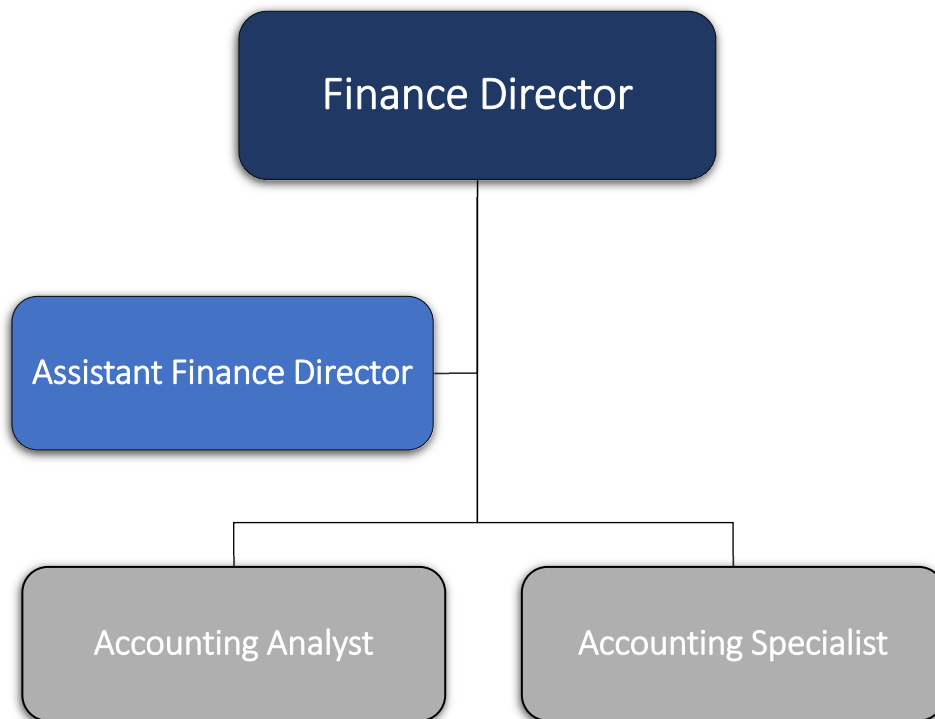 Finance Director
Assistant Finance Director
Accounting Analyst
Accounting Specialist